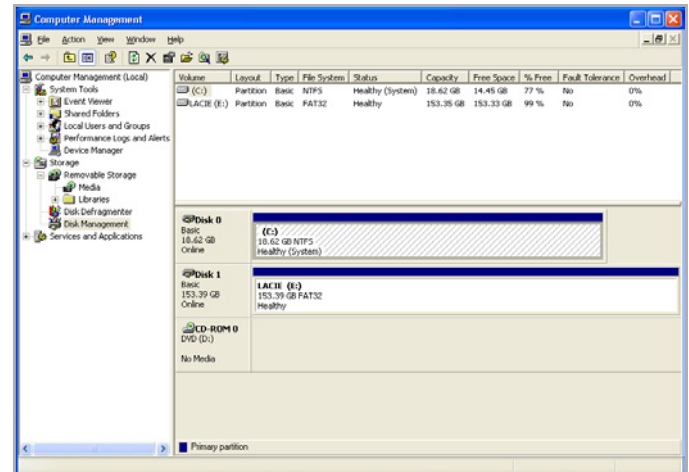 Computer Management
File Action View Window Help
Computer Management (Local)
System Tools
Event Viewer
Shared Folders
Local Users and Groups
Performance Logs and Alerts
Device Manager
Storage
Removable Storage
Media
Libraries
Disk Defragmenter
Disk Management
Services and Applications
Volume Layout Type File System Status Capacity Free Space % Free Fault Tolerance Overhead
(C:) Partition Basic NTFS Healthy (System) 18.62 GB 14.45 GB 77 % No 0%
LACIE (E:) Partition Basic FAT32 Healthy 153.35 GB 153.33 GB 99 % No 0%
Disk 0
Basic
18.62 GB
Online
(C:)
18.62 GB NTFS
Healthy (System)
Disk 1
Basic
153.39 GB
Online
LACIE (E:)
153.39 GB FAT32
Healthy
CD-ROM 0
DVD (D:)
No Media
Primary partition